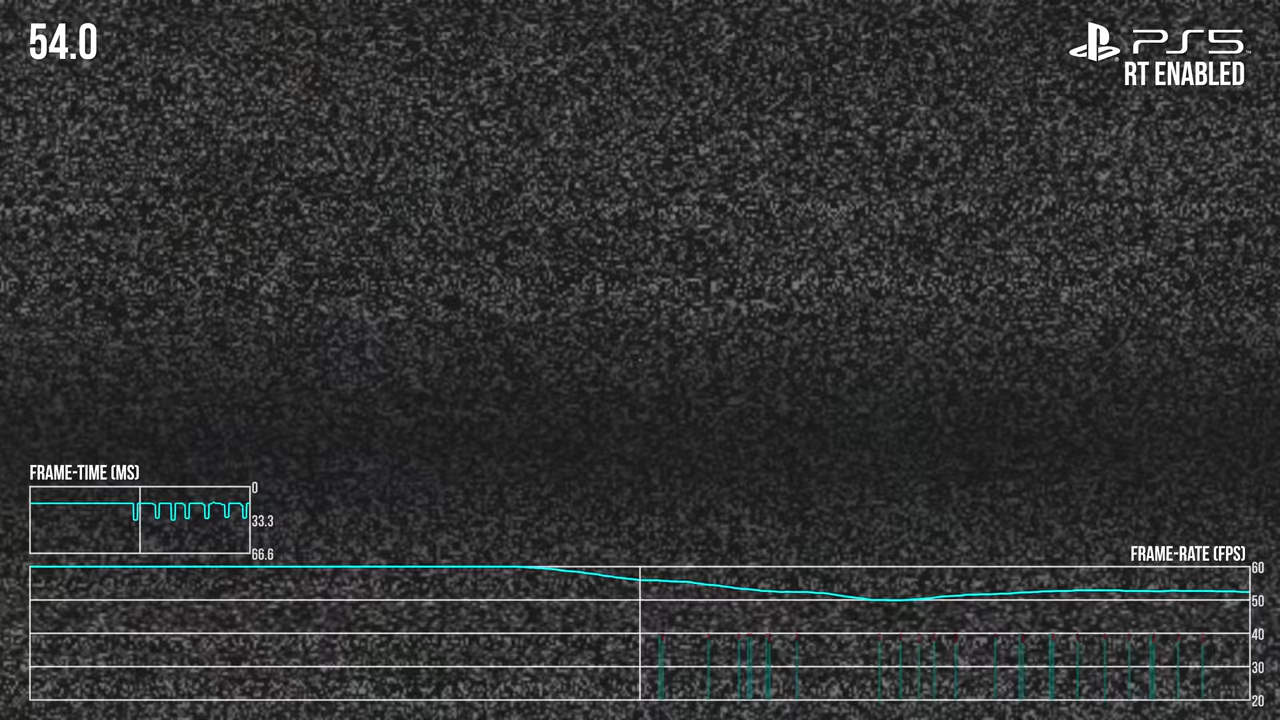 54.0
PS5
RT ENABLED
FRAME-TIME (MS)
0
33.3
66.6
FRAME-RATE (FPS)
60
50
40
30
20